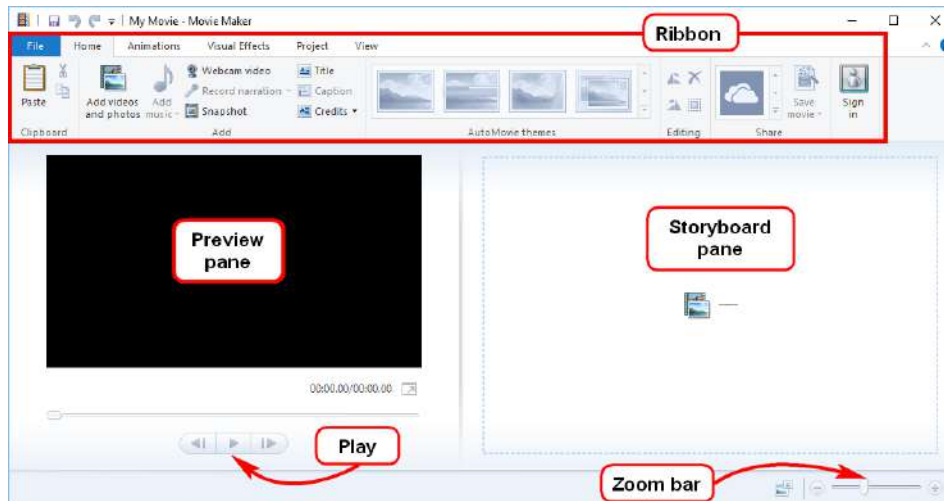 My Movie - Movie Maker
Ribbon
File Home Animations Visual Effects Project View
Paste
Add videos
and photos
Add
music
Webcam video
Record narration
Snapshot
Title
Caption
Credits
Save
movie
Sign
in
Clipboard Add AutoMovie themes Editing Share
Preview
pane
Storyboard
pane
00:00.00/00:00.00
Play
Zoom bar